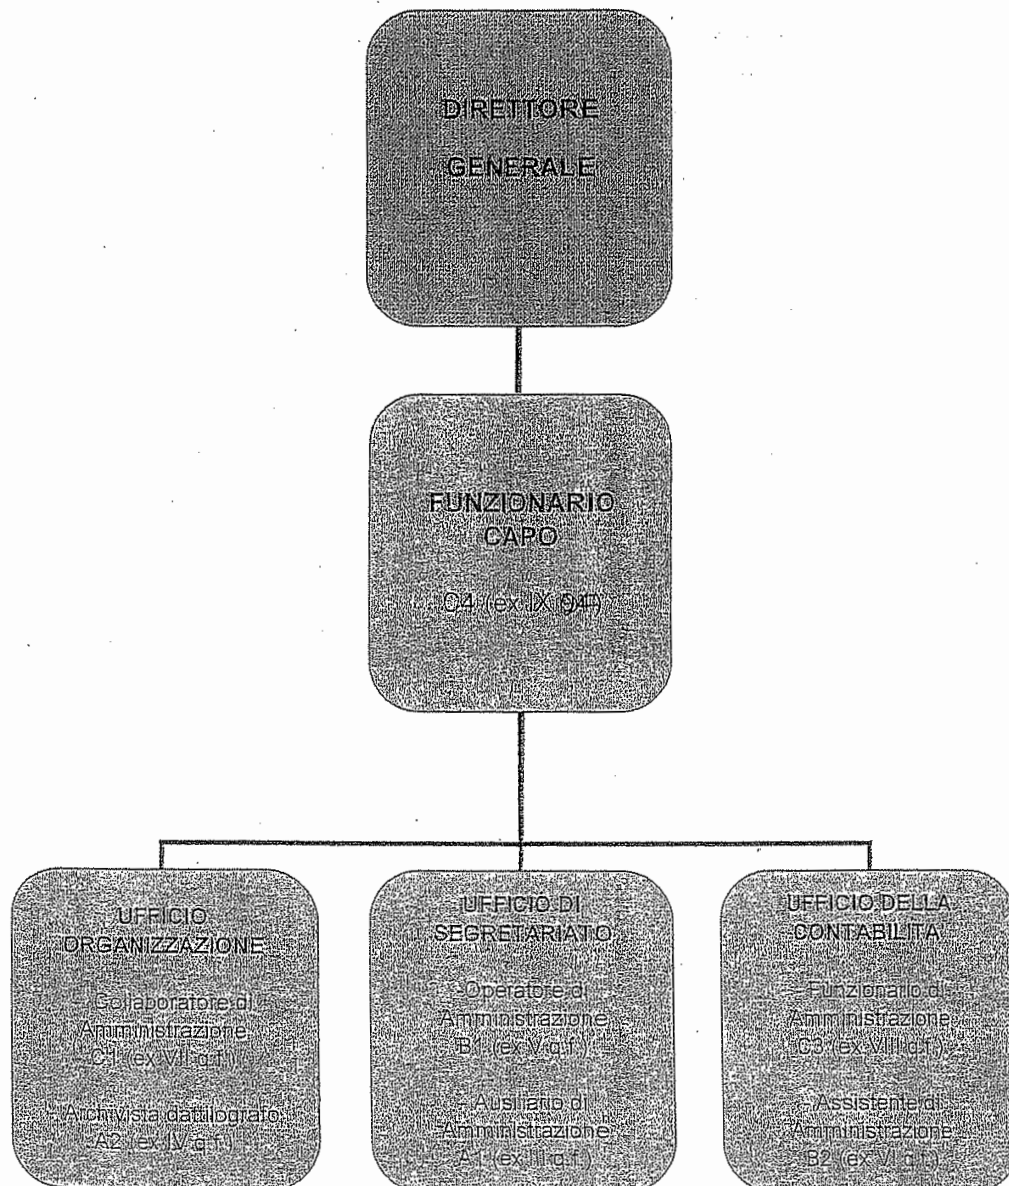 DIRETTORE
GENERALE
FUNZIONARIO
CAPO
C4 (ex IX
UFFICIO
ORGANIZZAZIONE
- Collaboratore di
Amministrazione
C1 (ex VII q.f.)
- Archivista dattilografo
A2 (ex IV q.f.)
UFFICIO DI
SEGRETARIATO
- Operatore di
Amministrazione
B1 (ex V q.f.)
- Ausiliario di
Amministrazione
A1 (ex III q.f.)
UFFICIO DELLA
CONTABILITA'
- Funzionario di
Amministrazione
C3 (ex VIII q.f.)
- Assistente di
Amministrazione
B2 (ex VI q.f.)